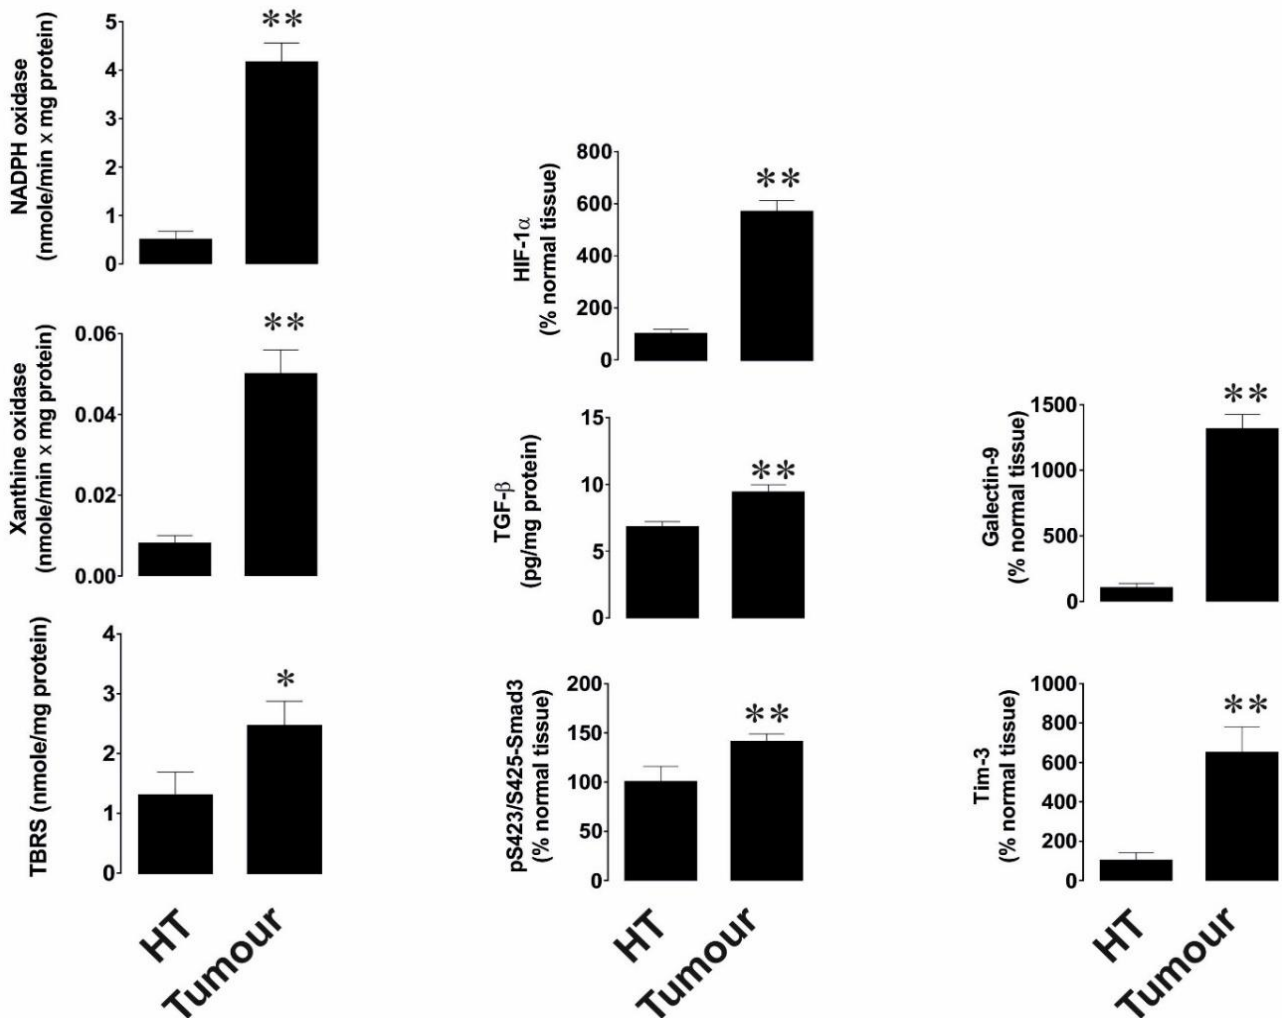 NADPH oxidase
(nmole/min x mg protein)
5
4
3
2
1
0
**
Xanthine oxidase
(nmole/min x mg protein)
0.06
0.04
0.02
0.00
**
TBRS (nmole/mg protein)
4
3
2
1
0
*
HT
Tumour
HIF-1α
(% normal tissue)
800
600
400
200
0
**
TGF-β
(pg/mg protein)
15
10
5
0
**
pS423/S425-Smad3
(% normal tissue)
200
150
100
50
0
**
HT
Tumour
Galectin-9
(% normal tissue)
1500
1000
500
0
**
Tim-3
(% normal tissue)
1000
800
600
400
200
0
**
HT
Tumour